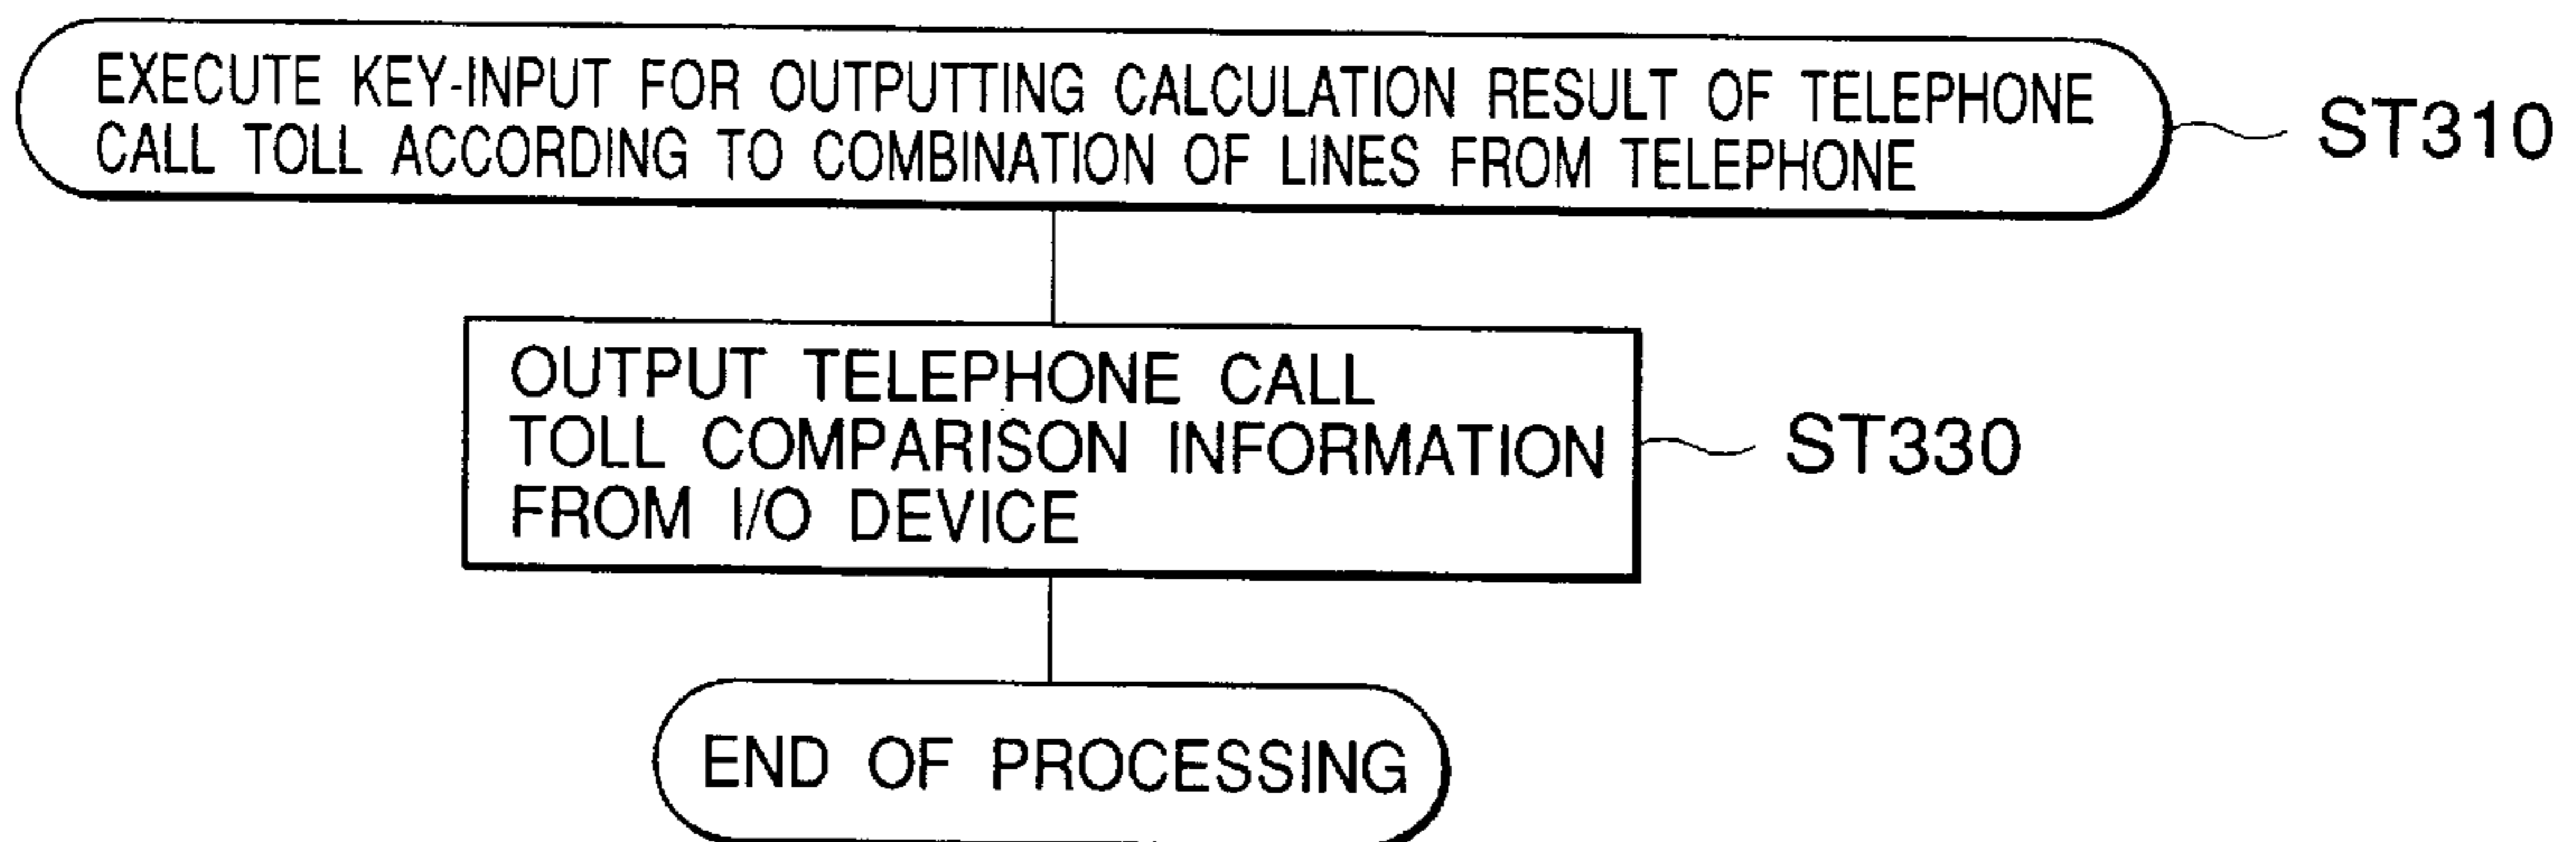 EXECUTE KEY-INPUT FOR OUTPUTTING CALCULATION RESULT OF TELEPHONE
CALL TOLL ACCORDING TO COMBINATION OF LINES FROM TELEPHONE
ST310
OUTPUT TELEPHONE CALL
TOLL COMPARISON INFORMATION
FROM I/O DEVICE
ST330
END OF PROCESSING